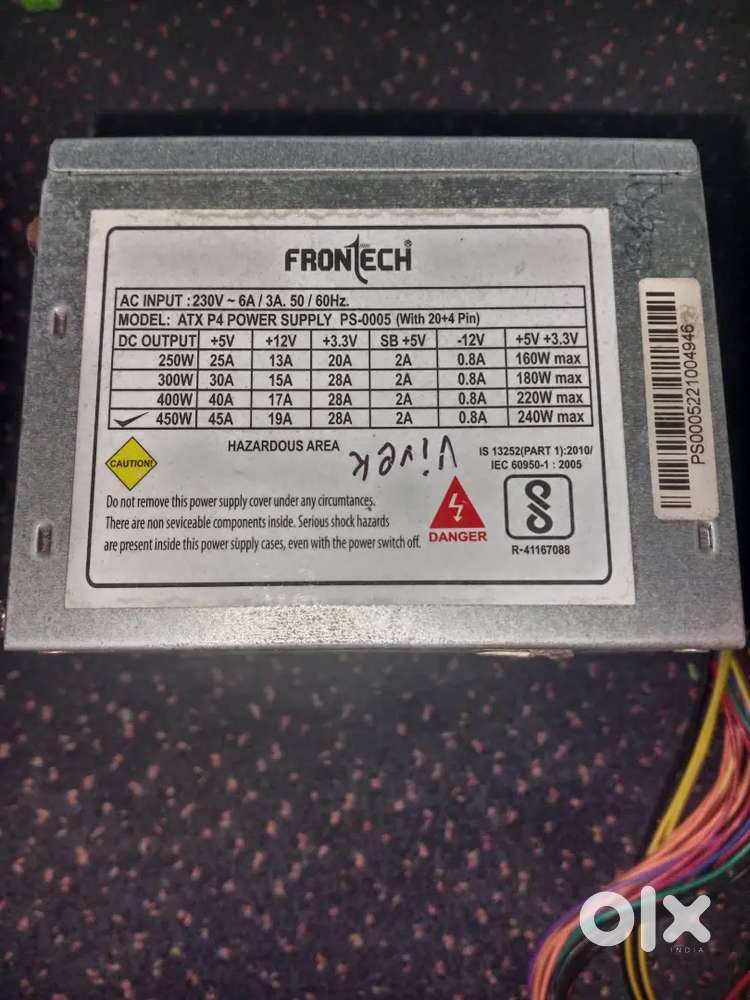 FRONTECH®
AC INPUT : 230V ~ 6A / 3A. 50 / 60Hz.
MODEL: ATX P4 POWER SUPPLY PS-0005 (With 20+4 Pin)
DC OUTPUT +5V +12V +3.3V SB +5V -12V +5V +3.3V
250W 25A 13A 20A 2A 0.8A 160W max
300W 30A 15A 28A 2A 0.8A 180W max
400W 40A 17A 28A 2A 0.8A 220W max
450W 45A 19A 28A 2A 0.8A 240W max
CAUTION!
HAZARDOUS AREA
Vivek
IS 13252(PART 1):2010/
IEC 60950-1 : 2005
Do not remove this power supply cover under any circumtances.
There are non seviceable components inside. Serious shock hazards
are present inside this power supply cases, even with the power switch off.
DANGER
R-41167088
PS0005221004946
olx
INDIA